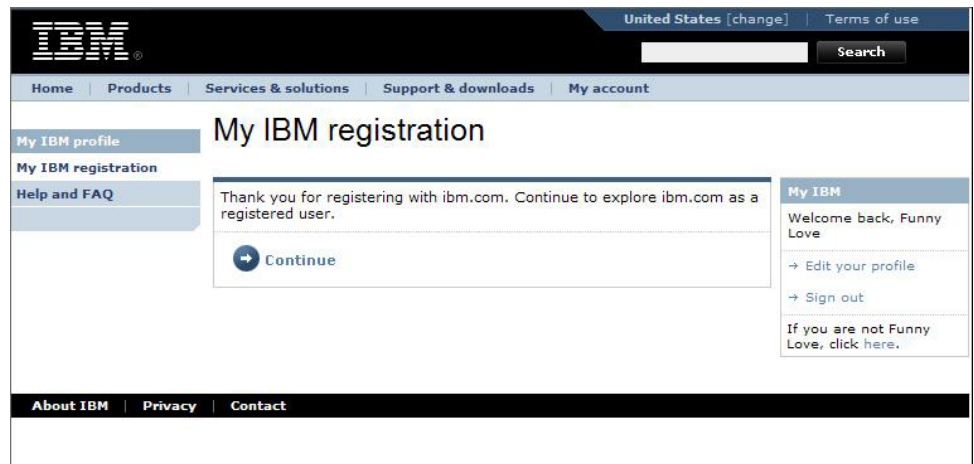 United States [change] | Terms of use
IBM®
Search
Home | Products | Services & solutions | Support & downloads | My account
My IBM profile
My IBM registration
Help and FAQ
My IBM registration
Thank you for registering with ibm.com. Continue to explore ibm.com as a
registered user.
Continue
My IBM
Welcome back, Funny
Love
→ Edit your profile
→ Sign out
If you are not Funny
Love, click here.
About IBM | Privacy | Contact